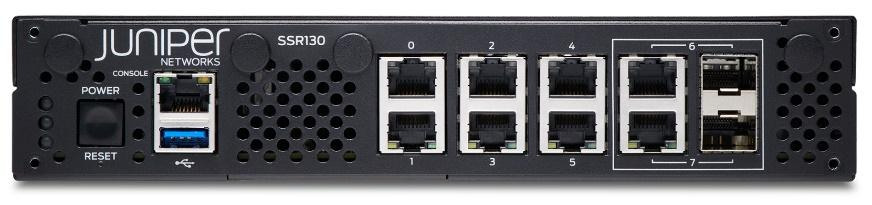 JUNIPER
NETWORKS
SSR130
CONSOLE
POWER
RESET
0
2
4
6
1
3
5
7